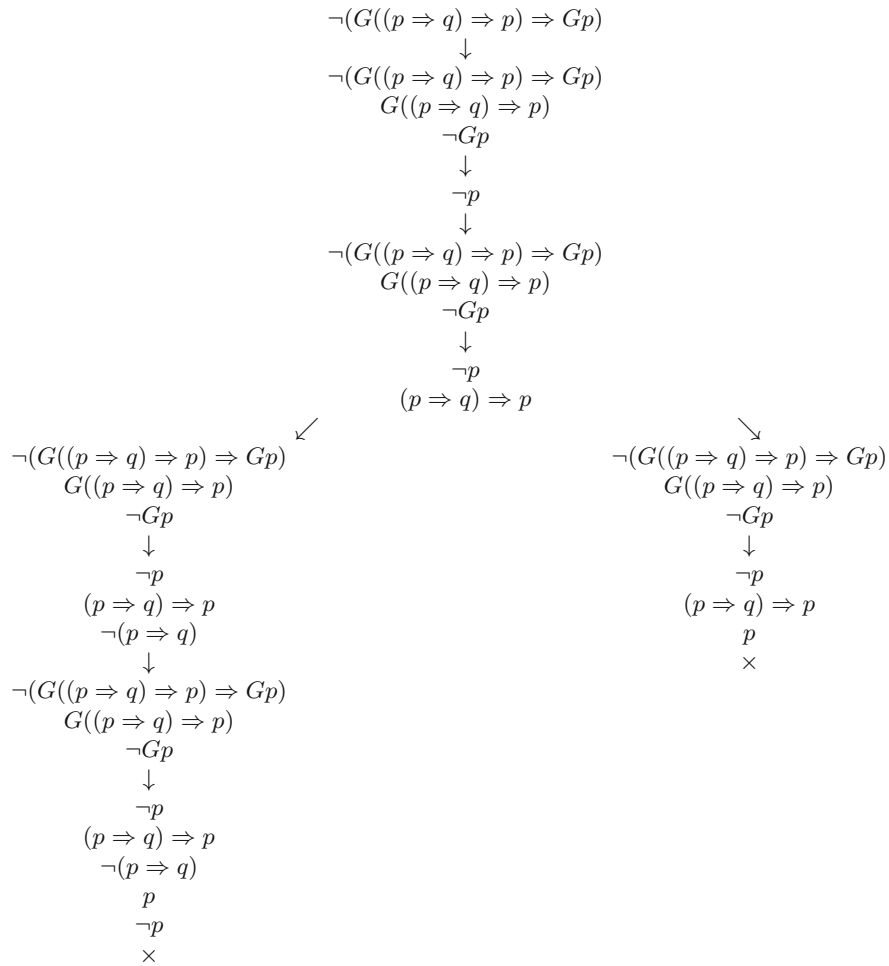 ¬(G((p ⇒ q) ⇒ p) ⇒ Gp)
↓
¬(G((p ⇒ q) ⇒ p) ⇒ Gp)
G((p ⇒ q) ⇒ p)
¬Gp
↓
¬p
↓
¬(G((p ⇒ q) ⇒ p) ⇒ Gp)
G((p ⇒ q) ⇒ p)
¬Gp
↓
¬p
(p ⇒ q) ⇒ p
↙ ↘
¬(G((p ⇒ q) ⇒ p) ⇒ Gp)
G((p ⇒ q) ⇒ p)
¬Gp
↓
¬p
(p ⇒ q) ⇒ p
¬(p ⇒ q)
↓
¬(G((p ⇒ q) ⇒ p) ⇒ Gp)
G((p ⇒ q) ⇒ p)
¬Gp
↓
¬p
(p ⇒ q) ⇒ p
¬(p ⇒ q)
p
¬p
×
¬(G((p ⇒ q) ⇒ p) ⇒ Gp)
G((p ⇒ q) ⇒ p)
¬Gp
↓
¬p
(p ⇒ q) ⇒ p
p
×